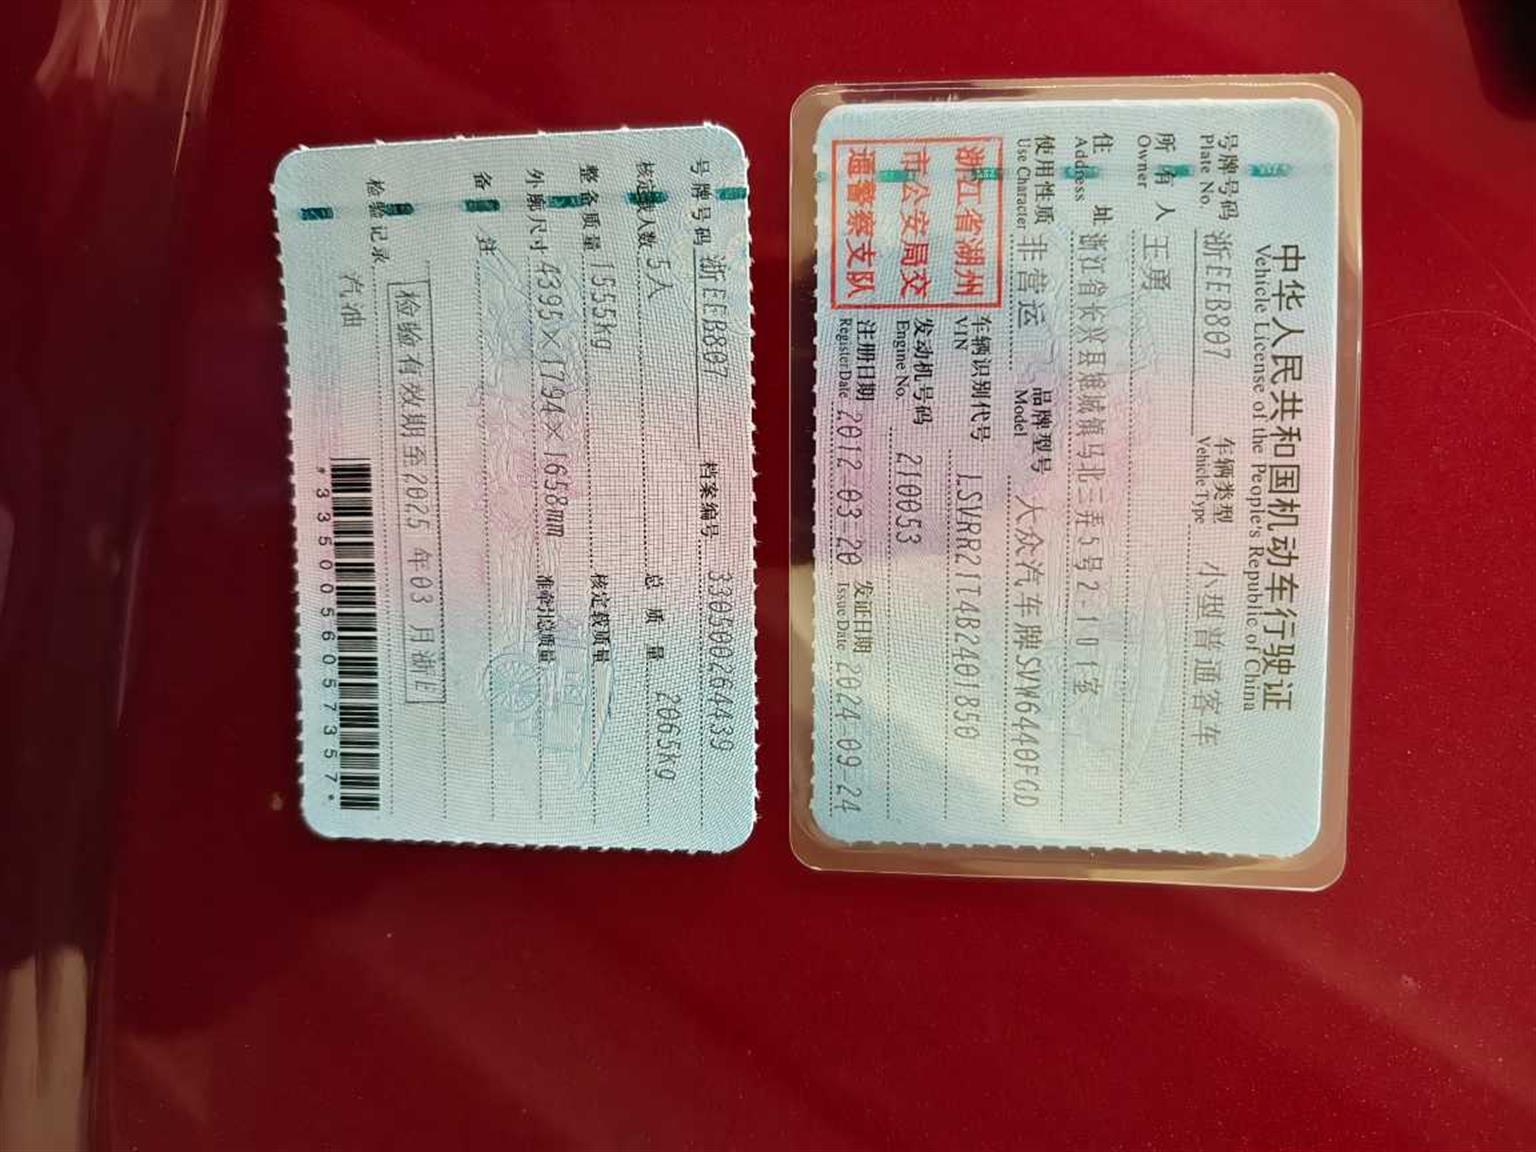 中华人民共和国机动车行驶证
Vehicle License of the People's Republic of China
号牌号码 浙EEB807 车辆类型 小型普通客车
Plate No. Vehicle Type
所有人 王勇
Owner
住址 浙江省长兴县雉城镇马北三弄5号2-101室
Address
使用性质 非营运 品牌型号 大众汽车牌SVW6440FGD
Use Character Model
浙江省湖州
市公安局交
通警察支队
车辆识别代号 LSVRR21T4B2401850
VIN
发动机号码 210053
Engine No.
注册日期 2012-03-20 发证日期 2024-09-24
Register Date Issue Date
号牌号码 浙EEB807 档案编号 330500264439
核定载人数 5人 总质量 2065kg
整备质量 1555kg 核定载质量
外廓尺寸 4395×1794×1658mm 准牵引总质量
备注
检验有效期至2025年03月浙E
检验记录
汽油
*3350056057357*